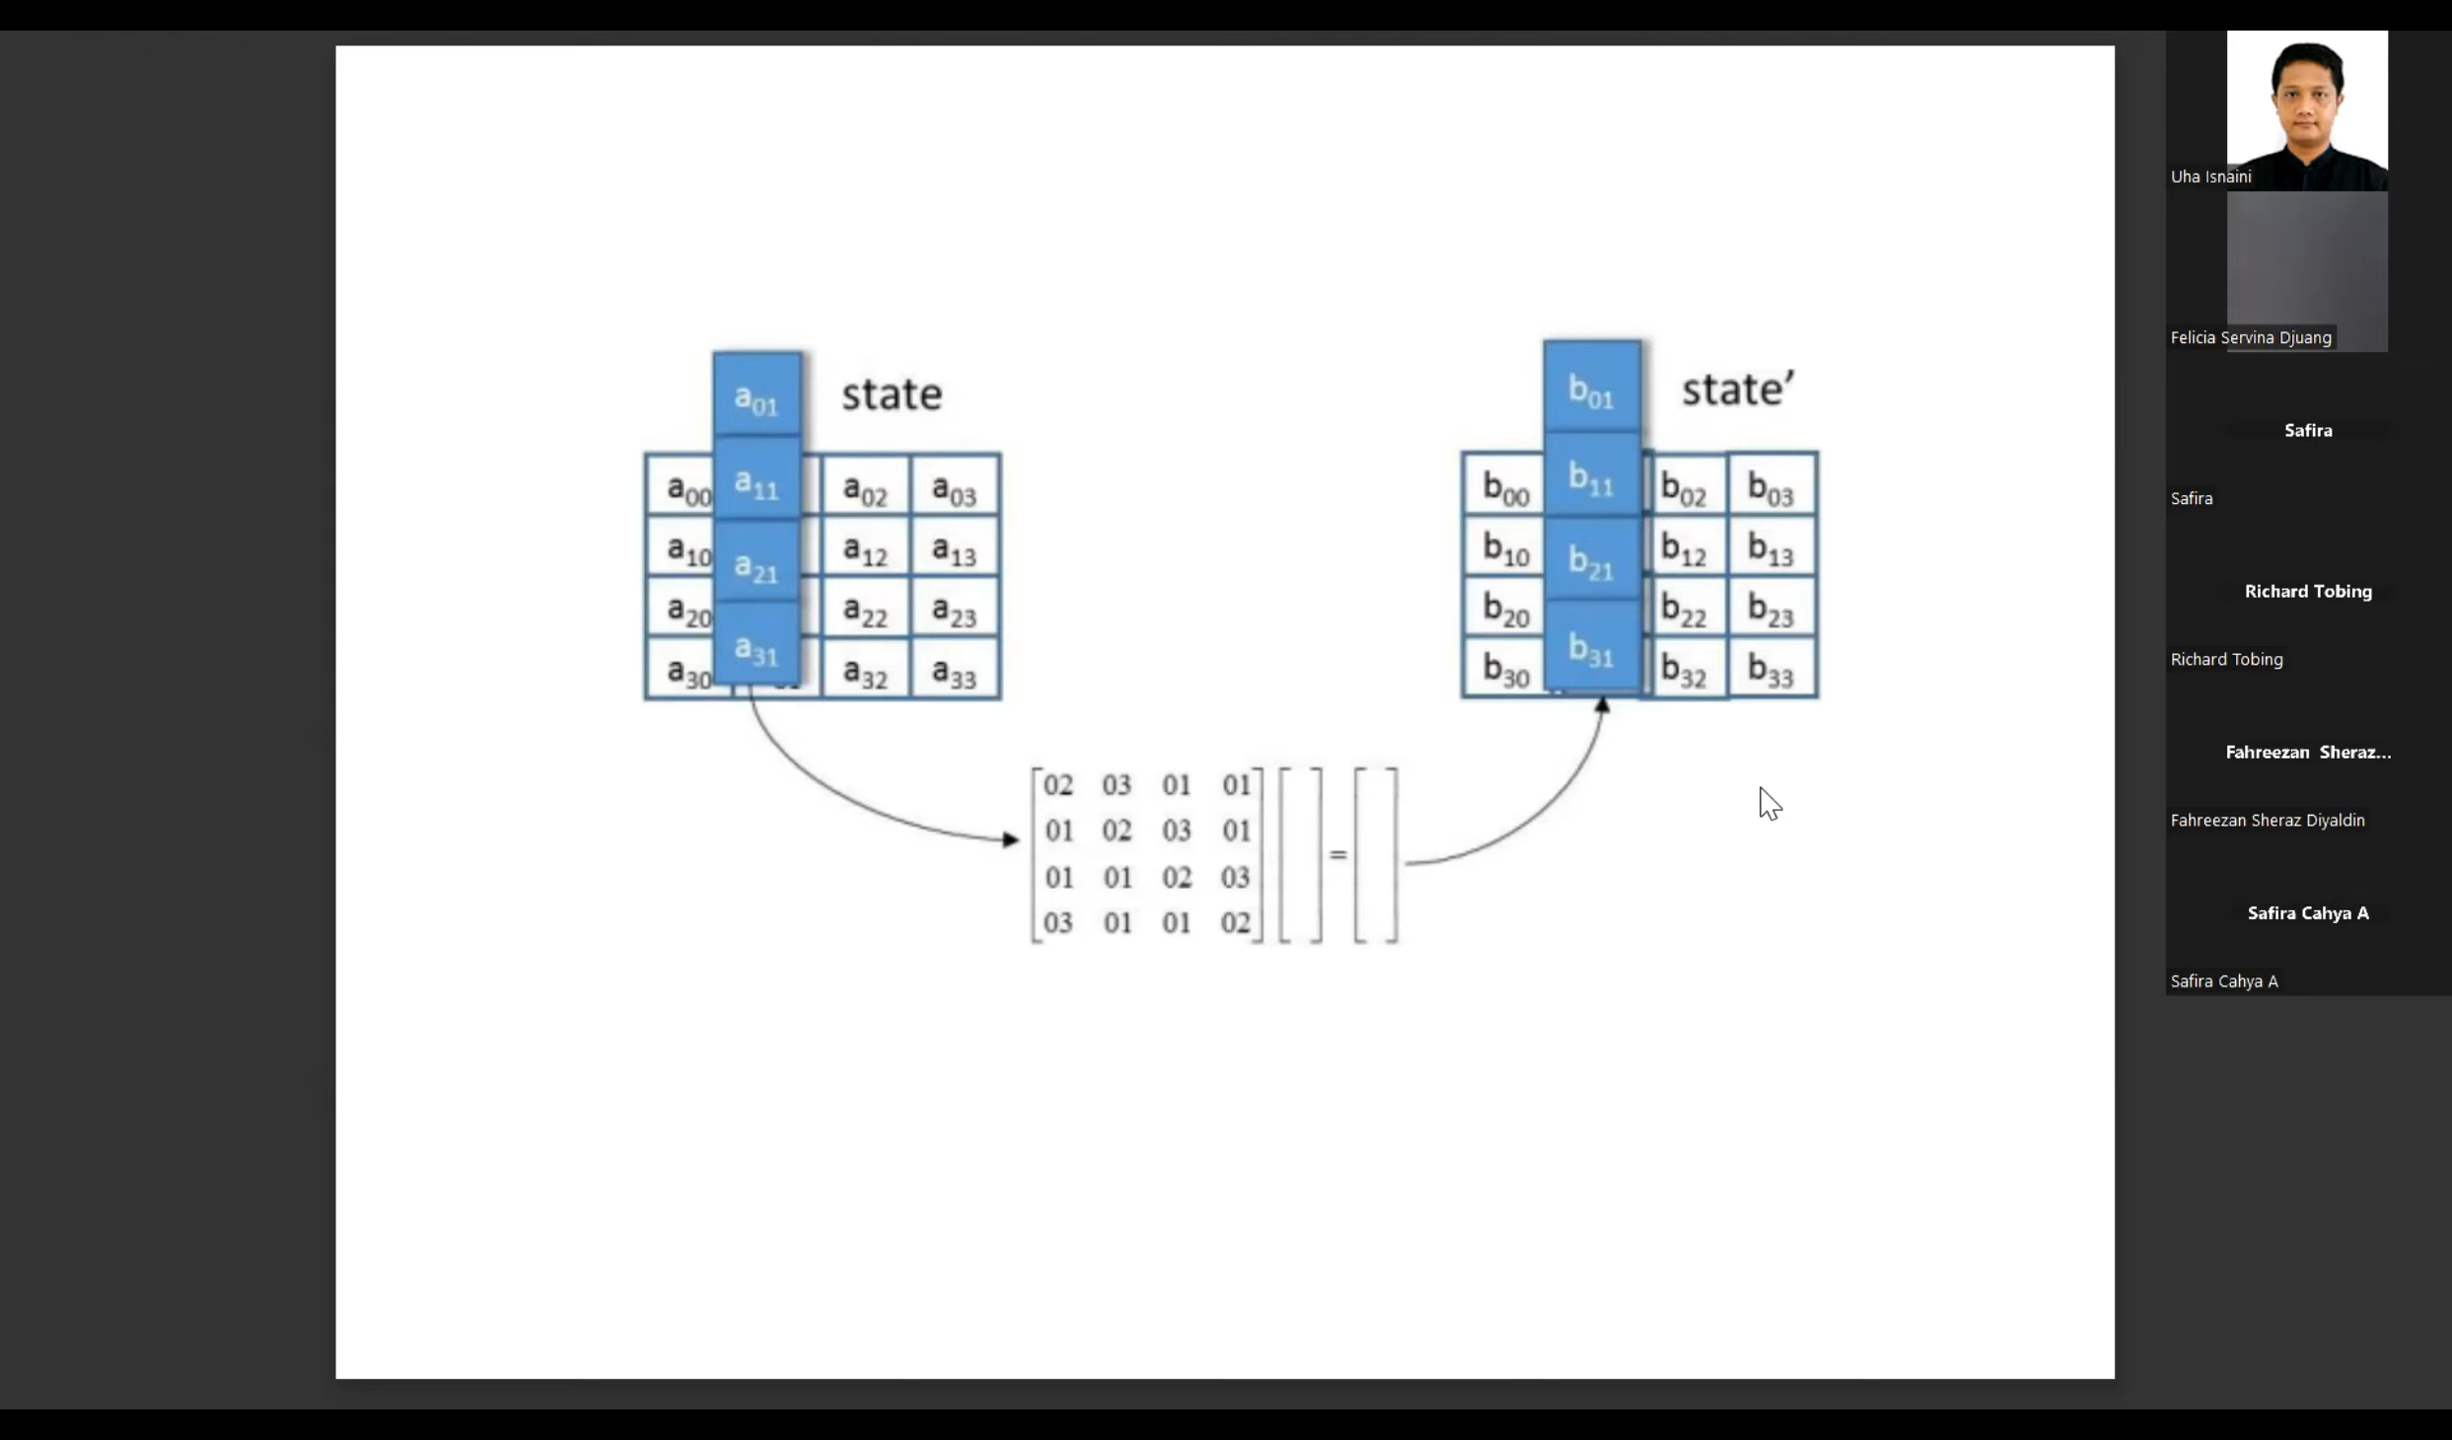 a01 state
a11
a21
a31
a00 a02 a03
a10 a12 a13
a20 a22 a23
a30 a32 a33
b01 state’
b11
b21
b31
b00 b02 b03
b10 b12 b13
b20 b22 b23
b30 b32 b33
02 03 01 01
01 02 03 01
01 01 02 03
03 01 01 02
=
Uha Isnaini
Felicia Servina Djuang
Safira
Safira
Richard Tobing
Richard Tobing
Fahreezan Sheraz...
Fahreezan Sheraz Diyaldin
Safira Cahya A
Safira Cahya A